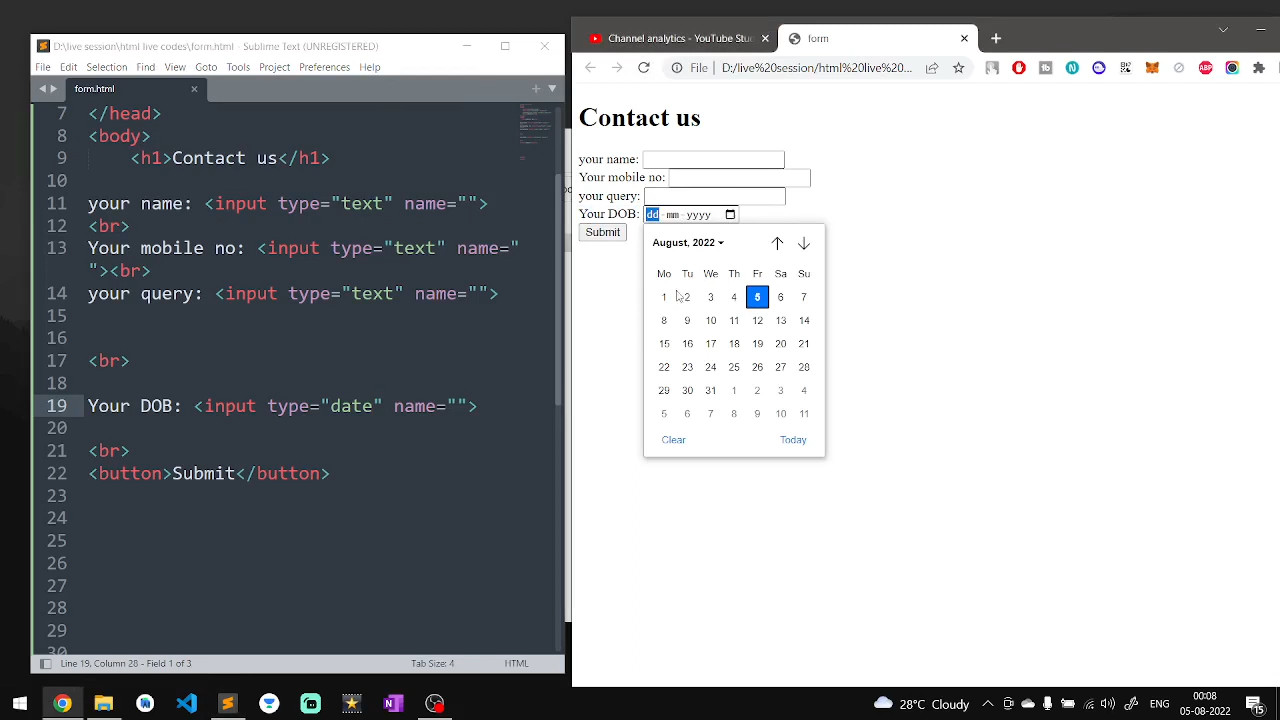 D:\live session\html live codes\form.html - Sublime Text (UNREGISTERED)
File Edit Selection Find View Goto Tools Project Preferences Help
form.html
7 </head>
8 <body>
9 <h1>Contact us</h1>
10
11 your name: <input type="text" name="">
12 <br>
13 Your mobile no: <input type="text" name="
"><br>
14 your query: <input type="text" name="">
15
16
17 <br>
18
19 Your DOB: <input type="date" name="">
20
21 <br>
22 <button>Submit</button>
23
24
25
26
27
28
29
30
Line 19, Column 28 - Field 1 of 3
Tab Size: 4
HTML
Channel analytics - YouTube Stu
form
File D:/live%20session/html%20live%20...
Contact us
your name:
Your mobile no:
your query:
Your DOB: dd-mm-yyyy
Submit
August, 2022
Mo Tu We Th Fr Sa Su
1 2 3 4 5 6 7
8 9 10 11 12 13 14
15 16 17 18 19 20 21
22 23 24 25 26 27 28
29 30 31 1 2 3 4
5 6 7 8 9 10 11
Clear Today
28°C Cloudy
ENG
00:08
05-08-2022
15